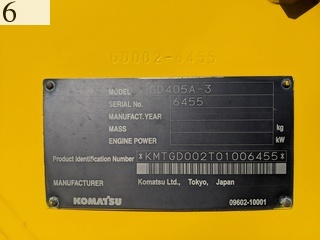 6
GD002-6455
MODEL GD405A-3
SERIAL No. 6455
MANUFACT. YEAR
MASS kg
ENGINE POWER kW
Product Identification Number *KMTGD002T01006455*
MANUFACTURER Komatsu Ltd., Tokyo, Japan
KOMATSU 09602-10001